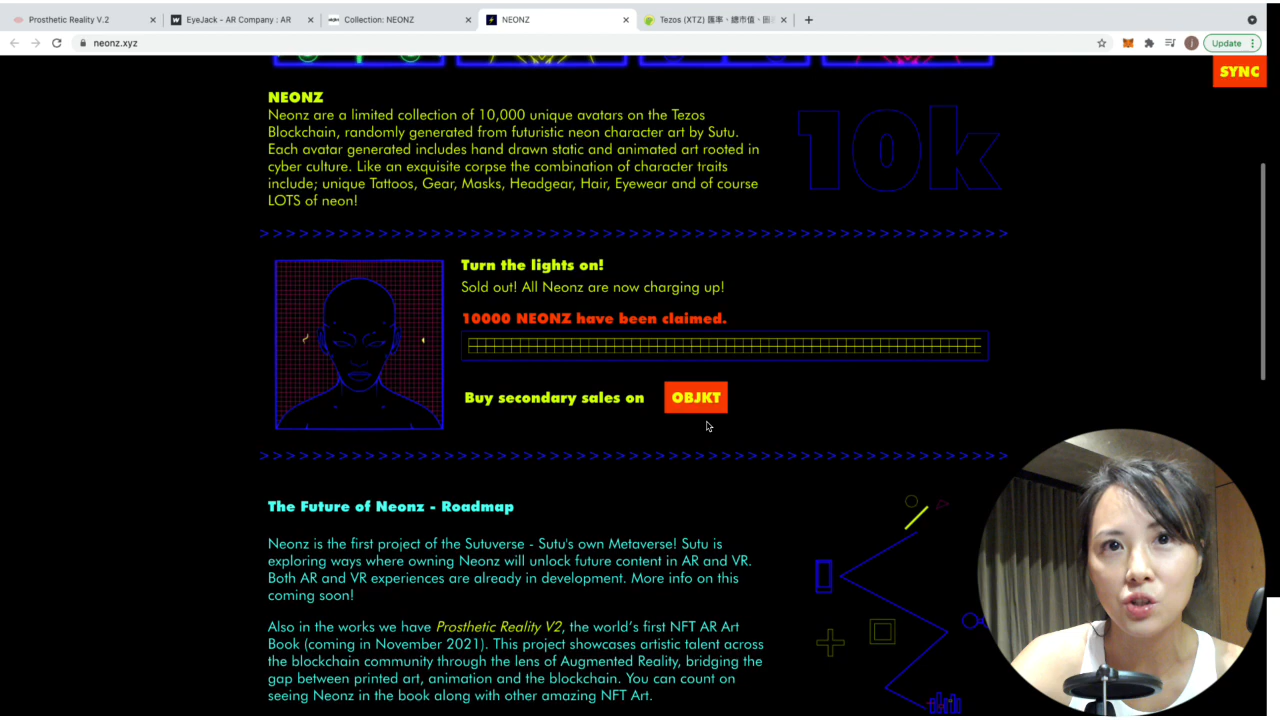 Prosthetic Reality V.2
EyeJack - AR Company : AR
Collection: NEONZ
NEONZ
Tezos (XTZ) 匯率、總市值、圖
neonz.xyz
Update
SYNC
NEONZ
Neonz are a limited collection of 10,000 unique avatars on the Tezos
Blockchain, randomly generated from futuristic neon character art by Sutu.
Each avatar generated includes hand drawn static and animated art rooted in
cyber culture. Like an exquisite corpse the combination of character traits
include; unique Tattoos, Gear, Masks, Headgear, Hair, Eyewear and of course
LOTS of neon!
10k
>>>>>>>>>>>>>>>>>>>>>>>>>>>>>>>>>>>>>>>>>>>>>>>>>>>>>>>>>>>>
Turn the lights on!
Sold out! All Neonz are now charging up!
10000 NEONZ have been claimed.
Buy secondary sales on OBJKT
>>>>>>>>>>>>>>>>>>>>>>>>>>>>>>>>>>>>>>>>>>>>>>>>>>>>>>>>>>>>
The Future of Neonz - Roadmap
Neonz is the first project of the Sutuverse - Sutu's own Metaverse! Sutu is
exploring ways where owning Neonz will unlock future content in AR and VR.
Both AR and VR experiences are already in development. More info on this
coming soon!
Also in the works we have Prosthetic Reality V2, the world's first NFT AR Art
Book (coming in November 2021). This project showcases artistic talent across
the blockchain community through the lens of Augmented Reality, bridging the
gap between printed art, animation and the blockchain. You can count on
seeing Neonz in the book along with other amazing NFT Art.